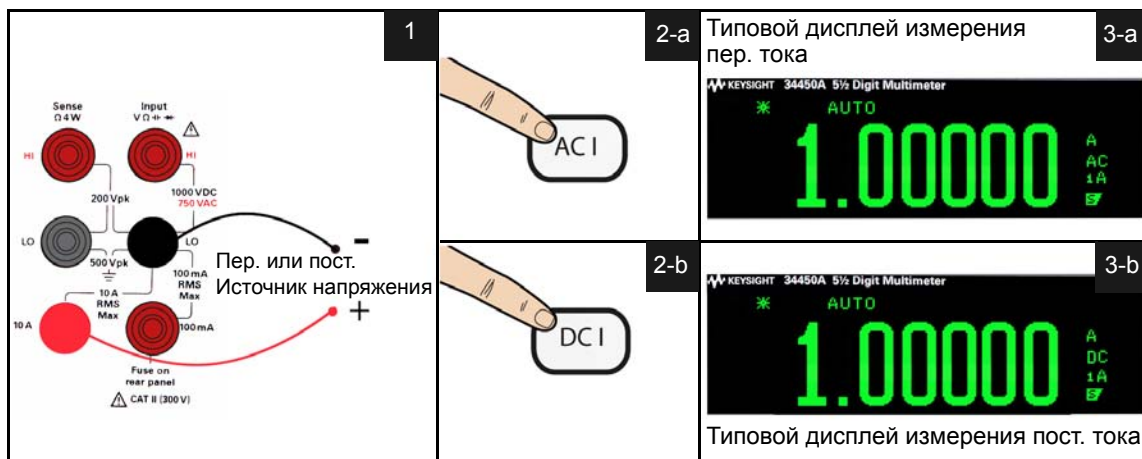 1
Sense
Ω 4 W
Input
V Ω
HI
HI
1000 VDC
750 VAC
200 Vpk
LO
LO
500 Vpk
Пер. или пост.
Источник напряжения
-
+
100 mA
RMS
Max
10 A
RMS
Max
10 A
100 mA
Fuse on
rear panel
CAT II (300 V)
2-a
AC I
3-a
Типовой дисплей измерения
пер. тока
KEYSIGHT 34450A 5½ Digit Multimeter
* AUTO
1.00000
A
AC
1A
2-b
DC I
3-b
KEYSIGHT 34450A 5½ Digit Multimeter
* AUTO
1.00000
A
DC
1A
Типовой дисплей измерения пост. тока